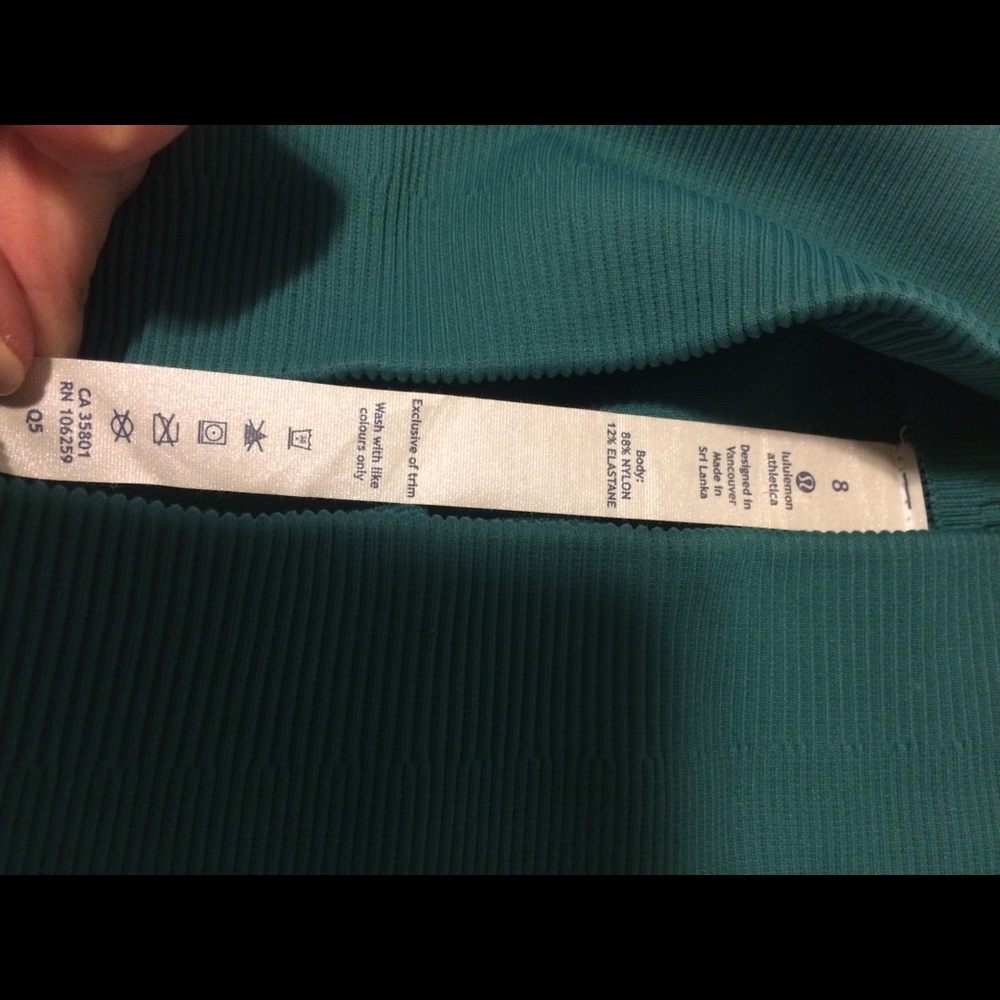 8
lululemon
athletica
Designed in
Vancouver
Made in
Sri Lanka
Body:
88% NYLON
12% ELASTANE
Exclusive of trim
Wash with like
colours only
30
CA 35801
RN 106259
Q5